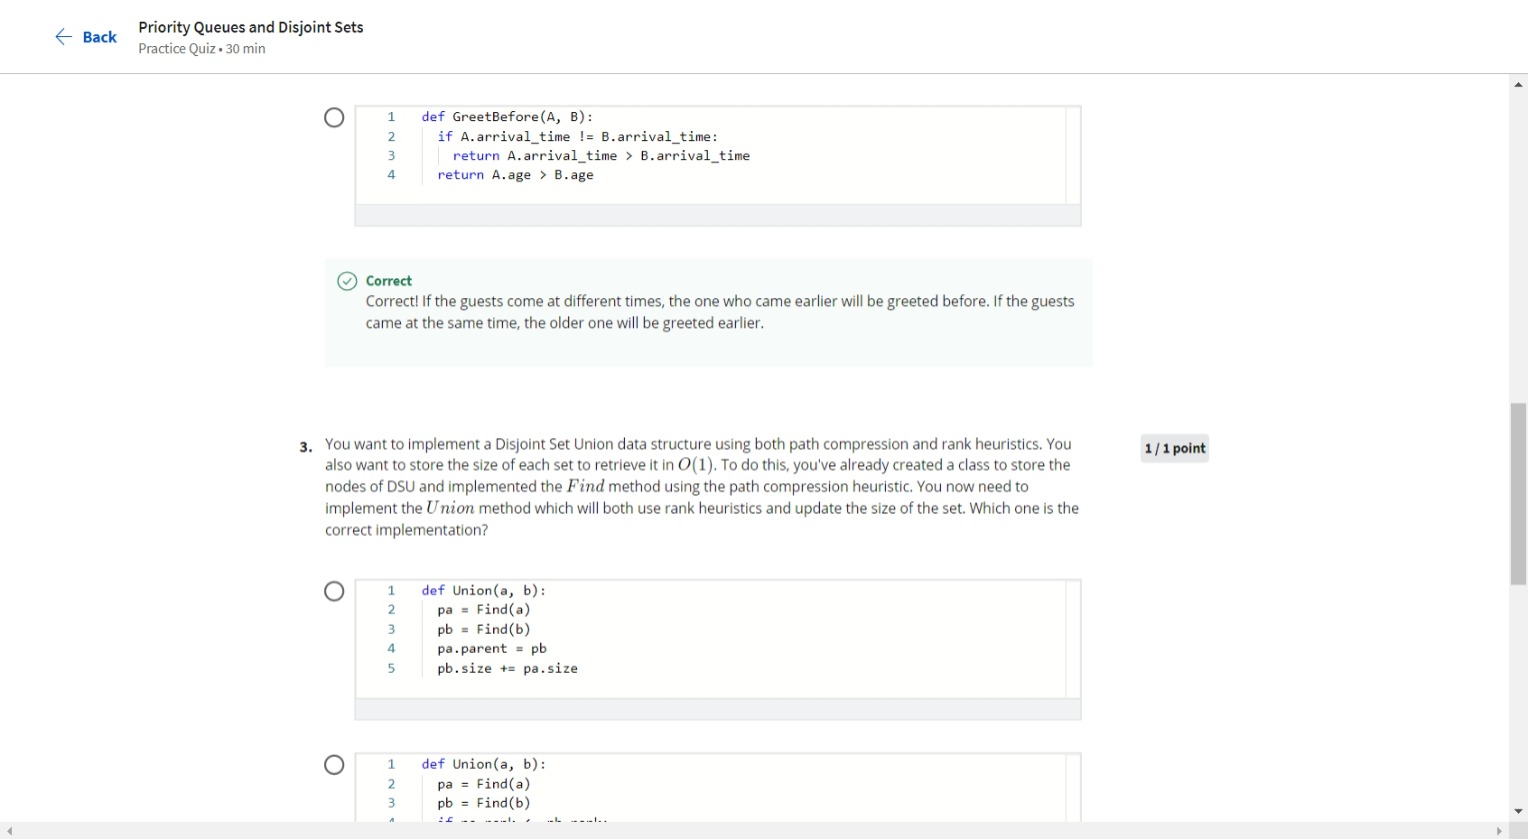 Back
Priority Queues and Disjoint Sets
Practice Quiz • 30 min
1 def GreetBefore(A, B):
2 if A.arrival_time != B.arrival_time:
3 return A.arrival_time > B.arrival_time
4 return A.age > B.age
Correct
Correct! If the guests come at different times, the one who came earlier will be greeted before. If the guests
came at the same time, the older one will be greeted earlier.
3. You want to implement a Disjoint Set Union data structure using both path compression and rank heuristics. You
also want to store the size of each set to retrieve it in O(1). To do this, you've already created a class to store the
nodes of DSU and implemented the Find method using the path compression heuristic. You now need to
implement the Union method which will both use rank heuristics and update the size of the set. Which one is the
correct implementation?
1 / 1 point
1 def Union(a, b):
2 pa = Find(a)
3 pb = Find(b)
4 pa.parent = pb
5 pb.size += pa.size
1 def Union(a, b):
2 pa = Find(a)
3 pb = Find(b)